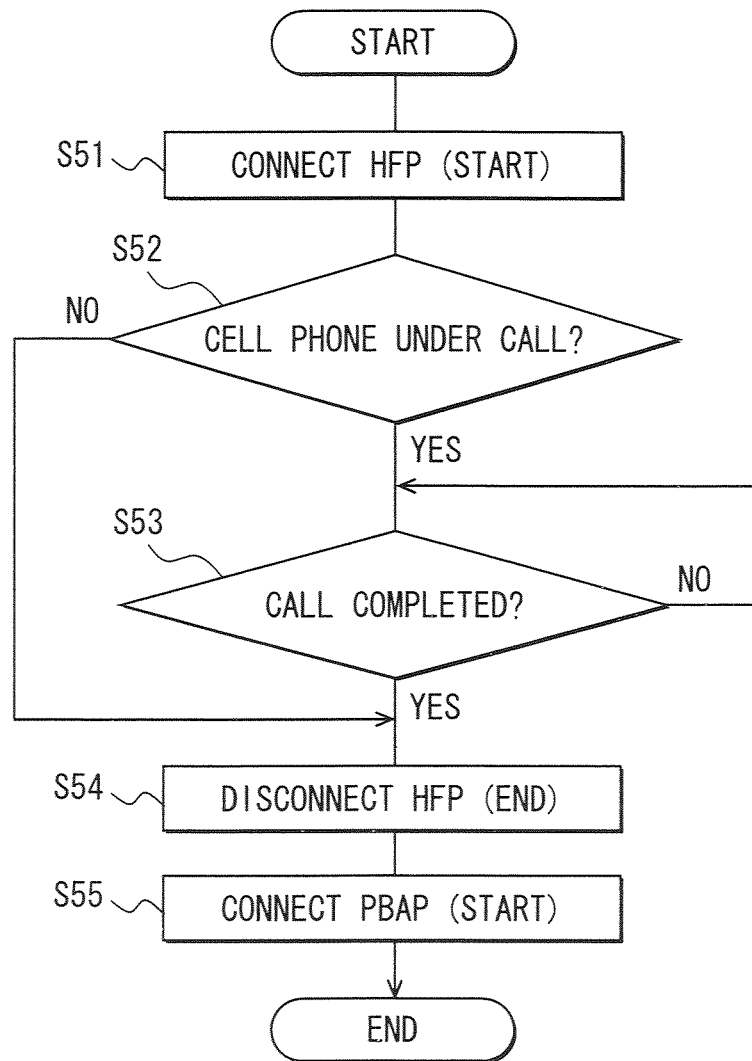 START
S51
CONNECT HFP (START)
S52
NO
CELL PHONE UNDER CALL?
YES
S53
NO
CALL COMPLETED?
YES
S54
DISCONNECT HFP (END)
S55
CONNECT PBAP (START)
END